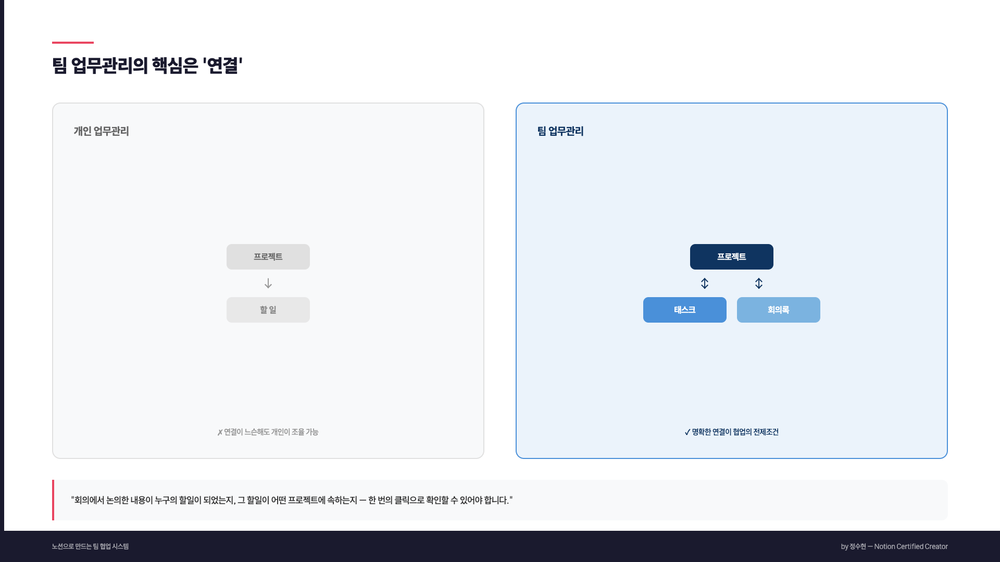 팀 업무관리의 핵심은 '연결'
개인 업무관리
프로젝트
↓
할 일
✗ 연결이 느슨해도 개인이 조율 가능
팀 업무관리
프로젝트
↕ ↕
태스크 회의록
✓ 명확한 연결이 협업의 전제조건
"회의에서 논의한 내용이 누구의 할일이 되었는지, 그 할일이 어떤 프로젝트에 속하는지 — 한 번의 클릭으로 확인할 수 있어야 합니다."
노션으로 만드는 팀 협업 시스템
by 정수현 — Notion Certified Creator